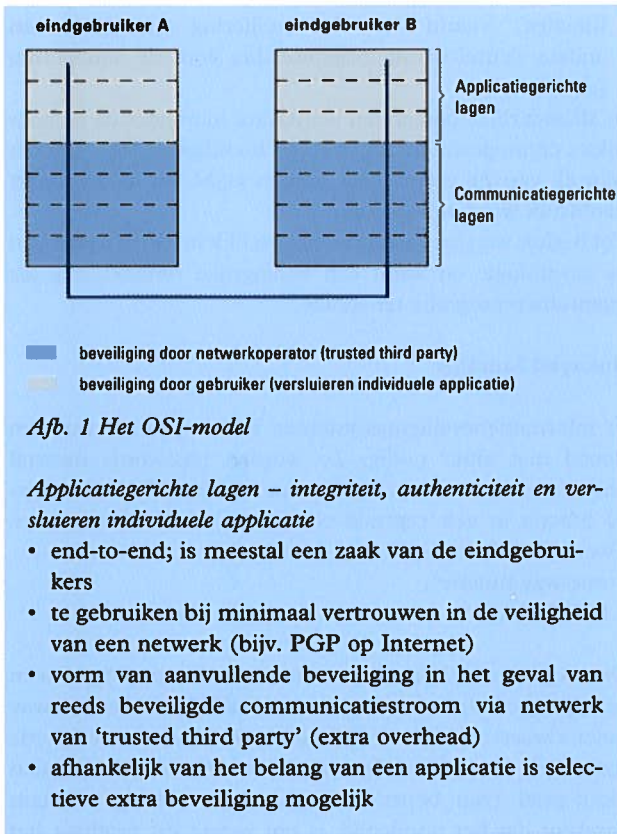 eindgebruiker A
eindgebruiker B
Applicatiegerichte
lagen
Communicatiegerichte
lagen
beveiliging door netwerkoperator (trusted third party)
beveiliging door gebruiker (versluieren individuele applicatie)
Afb. 1 Het OSI-model
Applicatiegerichte lagen – integriteit, authenticiteit en ver-
sluieren individuele applicatie
• end-to-end; is meestal een zaak van de eindgebrui-
kers
• te gebruiken bij minimaal vertrouwen in de veiligheid
van een netwerk (bijv. PGP op Internet)
• vorm van aanvullende beveiliging in het geval van
reeds beveiligde communicatiestroom via netwerk
van ‘trusted third party’ (extra overhead)
• afhankelijk van het belang van een applicatie is selec-
tieve extra beveiliging mogelijk